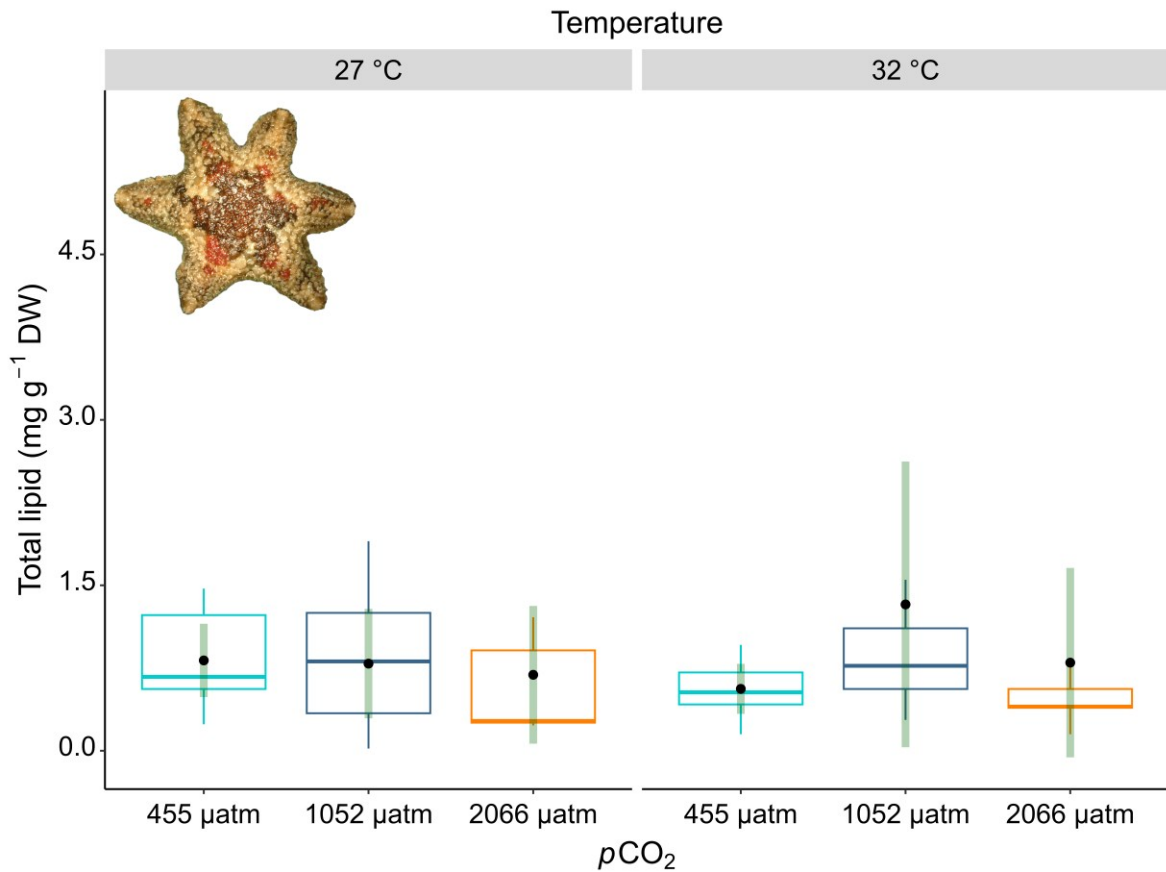 Temperature
27 °C
32 °C
Total lipid (mg g⁻¹ DW)
4.5
3.0
1.5
0.0
455 µatm
1052 µatm
2066 µatm
455 µatm
1052 µatm
2066 µatm
pCO₂